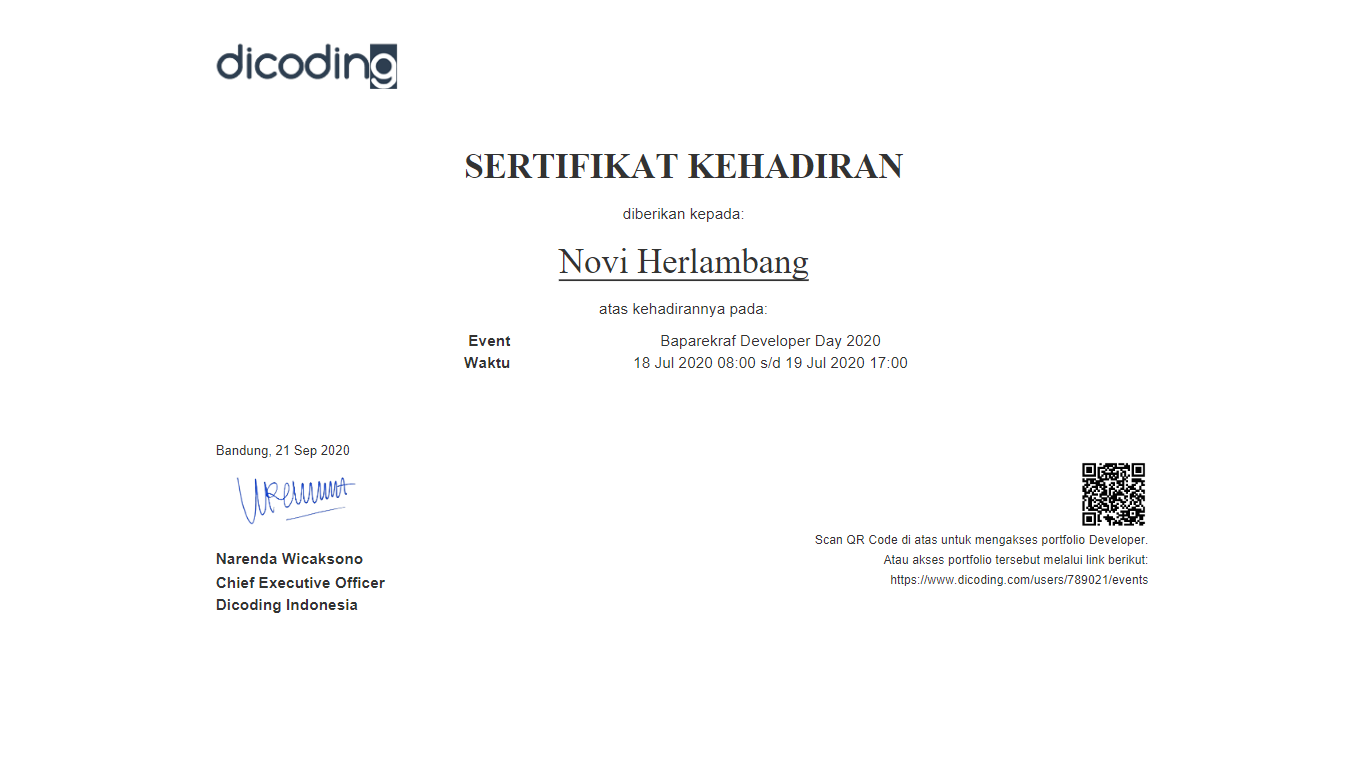 dicoding
SERTIFIKAT KEHADIRAN
diberikan kepada:
Novi Herlambang
atas kehadirannya pada:
Event Baparekraf Developer Day 2020
Waktu 18 Jul 2020 08:00 s/d 19 Jul 2020 17:00
Bandung, 21 Sep 2020
Narenda Wicaksono
Chief Executive Officer
Dicoding Indonesia
Scan QR Code di atas untuk mengakses portfolio Developer.
Atau akses portfolio tersebut melalui link berikut:
https://www.dicoding.com/users/789021/events